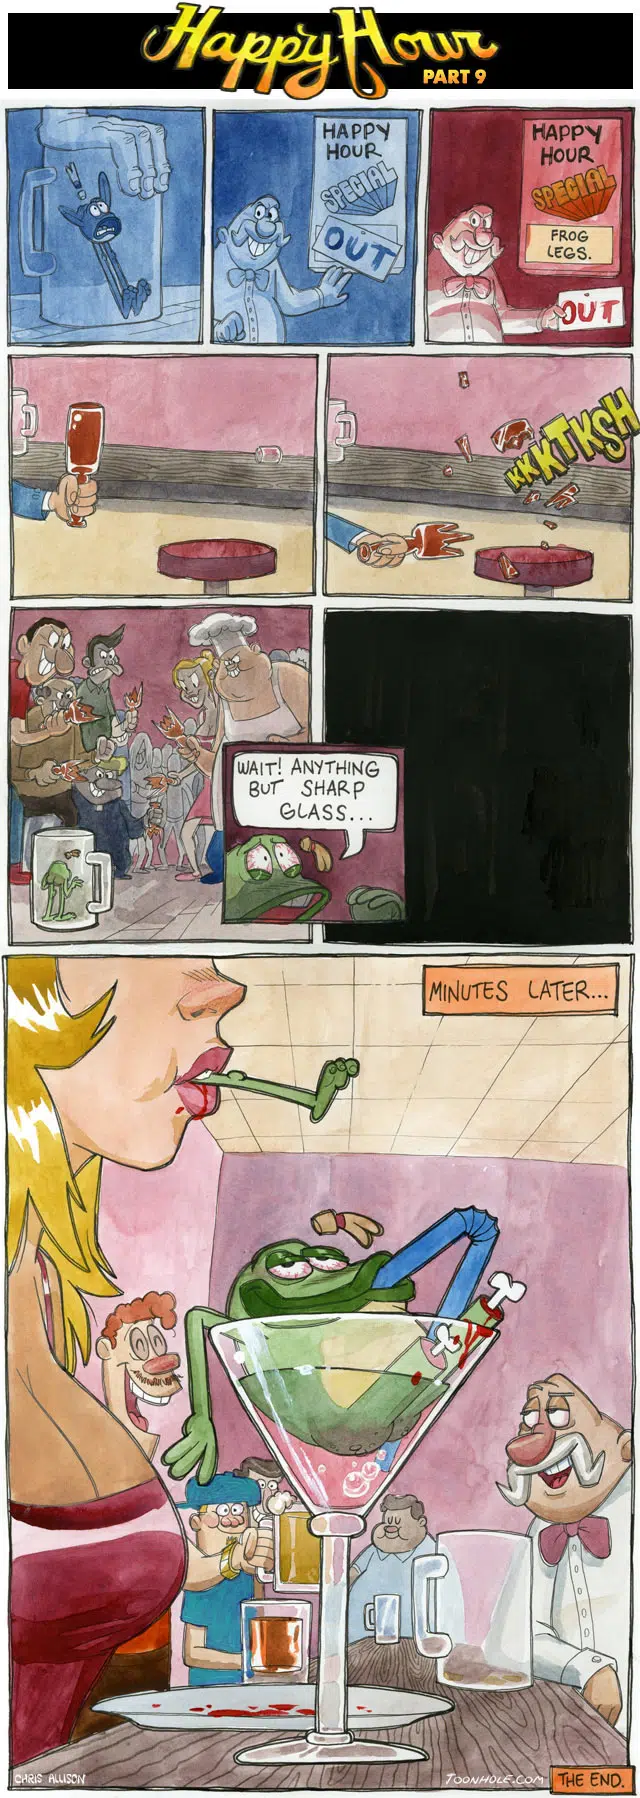 Happy Hour
PART 9
!
HAPPY
HOUR
SPECIAL
OUT
HAPPY
HOUR
SPECIAL
FROG
LEGS.
OUT
KKKTKSH
WAIT! ANYTHING
BUT SHARP
GLASS...
MINUTES LATER...
CHRIS ALLISON
TOONHOLE.COM
THE END.